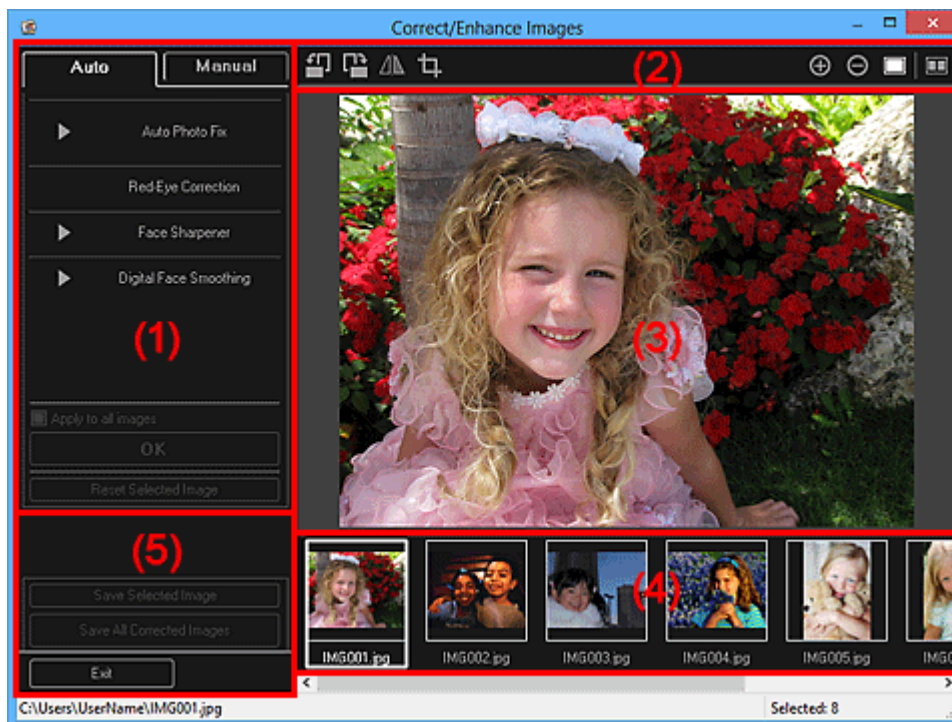 Correct/Enhance Images
Auto
Manual
(2)
Auto Photo Fix
Red-Eye Correction
Face Sharpener
Digital Face Smoothing
(1)
(3)
Apply to all images
OK
Reset Selected Image
(5)
(4)
Save Selected Image
Save All Corrected Images
Exit
IMG001.jpg
IMG002.jpg
IMG003.jpg
IMG004.jpg
IMG005.jpg
IMG0
C:\Users\UserName\IMG001.jpg
Selected: 8